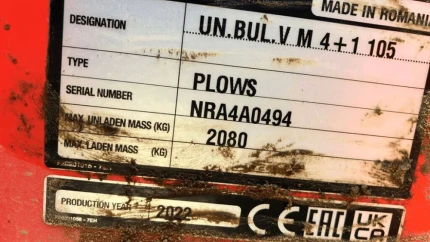 MADE IN ROMANIA
DESIGNATION UN.BUL.V M 4+1 105
TYPE PLOWS
SERIAL NUMBER NRA4A0494
MAX. UNLADEN MASS (KG) 2080
MAX. LADEN MASS (KG)
PRODUCTION YEAR 2022
CE EAC UK CA